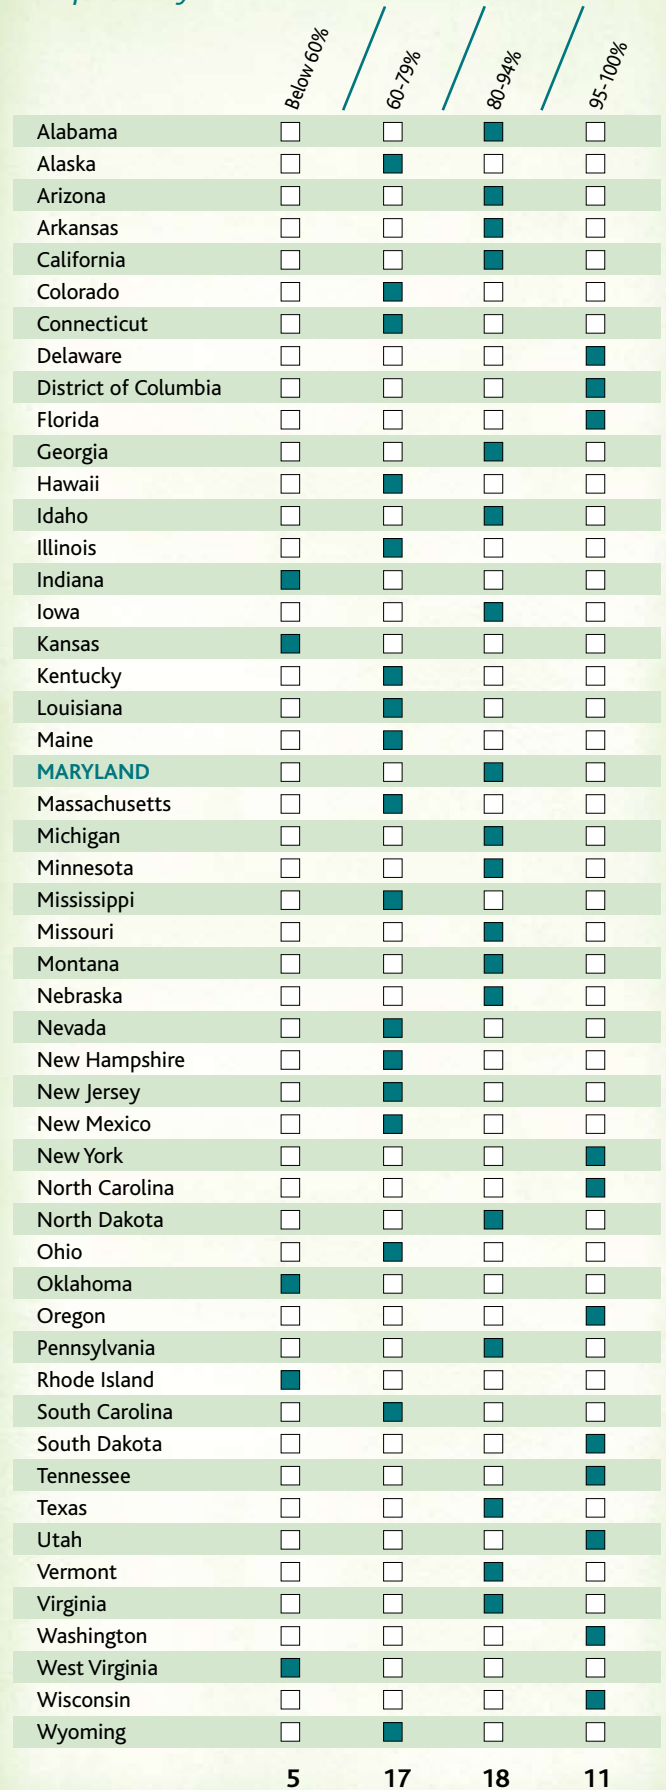 Below 60%
60-79%
80-94%
95-100%
Alabama
Alaska
Arizona
Arkansas
California
Colorado
Connecticut
Delaware
District of Columbia
Florida
Georgia
Hawaii
Idaho
Illinois
Indiana
Iowa
Kansas
Kentucky
Louisiana
Maine
MARYLAND
Massachusetts
Michigan
Minnesota
Mississippi
Missouri
Montana
Nebraska
Nevada
New Hampshire
New Jersey
New Mexico
New York
North Carolina
North Dakota
Ohio
Oklahoma
Oregon
Pennsylvania
Rhode Island
South Carolina
South Dakota
Tennessee
Texas
Utah
Vermont
Virginia
Washington
West Virginia
Wisconsin
Wyoming
5 17 18 11